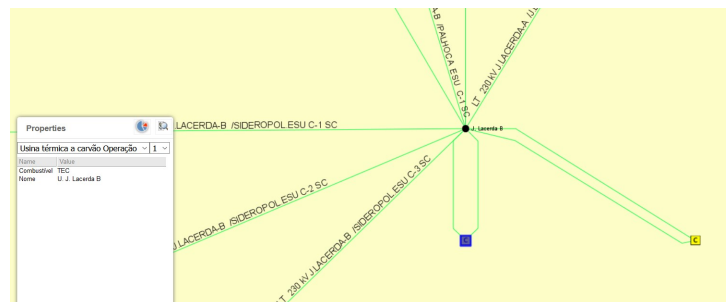 A-B /PALHOCA ESU C-1 SC
LT 230 kV J LACERDA-A /J
J. Lacerda B
LACERDA-B /SIDEROPOL.ESU C-1 SC
J LACERDA-B /SIDEROPOL ESU C-2 SC
LT 230 kV J LACERDA-B /SIDEROPOL ESU C-3 SC
C
Properties
Usina térmica a carvão Operação 1
Name Value
Combustível TEC
Nome U. J. Lacerda B